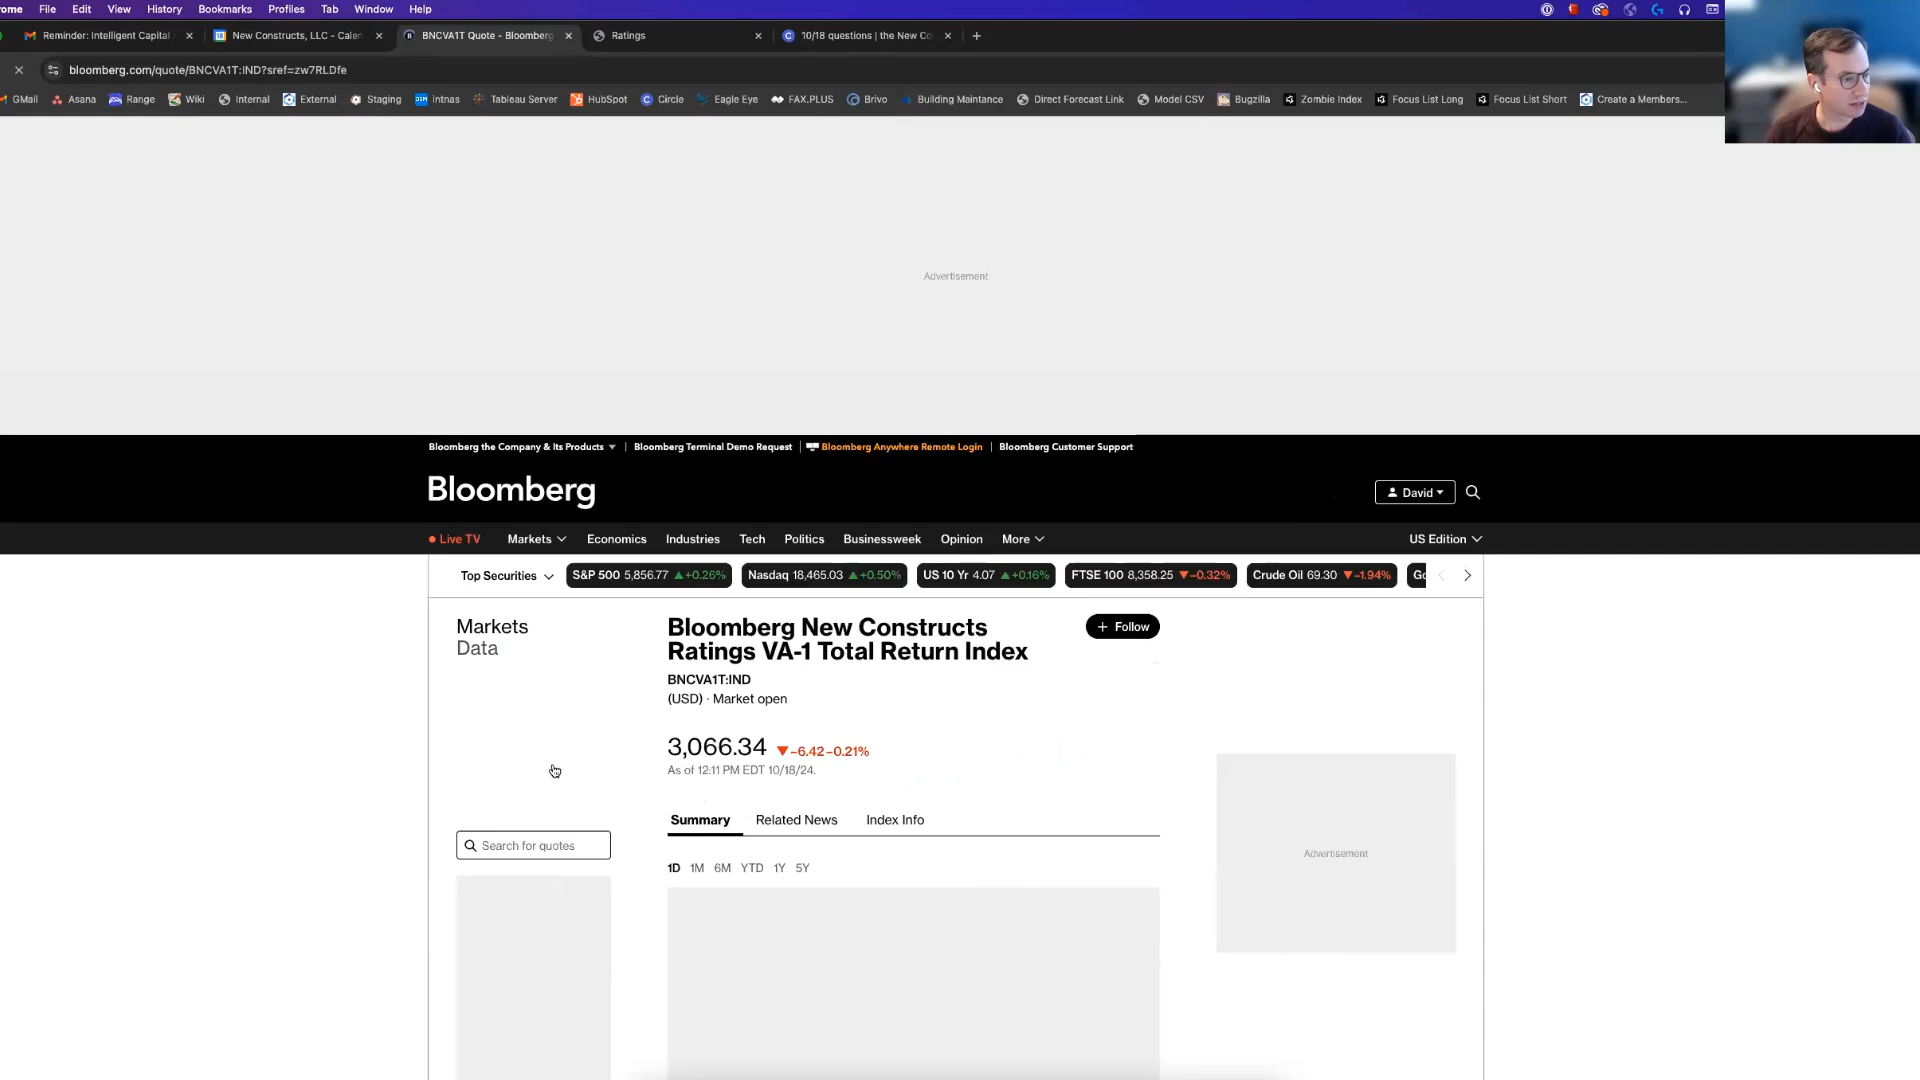 rome File Edit View History Bookmarks Profiles Tab Window Help
Reminder: Intelligent Capital
New Constructs, LLC - Calen
BNCVA1T Quote - Bloomberg
Ratings
10/18 questions | the New Co
bloomberg.com/quote/BNCVA1T:IND?sref=zw7RLDfe
GMail Asana Range Wiki Internal External Staging intnas Tableau Server HubSpot Circle Eagle Eye FAX.PLUS Brivo Building Maintance Direct Forecast Link Model CSV Bugzilla Zombie Index Focus List Long Focus List Short Create a Members...
Advertisement
Bloomberg the Company & Its Products | Bloomberg Terminal Demo Request | Bloomberg Anywhere Remote Login | Bloomberg Customer Support
Bloomberg
David
Live TV Markets Economics Industries Tech Politics Businessweek Opinion More
US Edition
Top Securities S&P 500 5,856.77 ▲+0.26% Nasdaq 18,465.03 ▲+0.50% US 10 Yr 4.07 ▲+0.16% FTSE 100 8,358.25 ▼−0.32% Crude Oil 69.30 ▼−1.94% Go
Markets
Data
Bloomberg New Constructs
Ratings VA-1 Total Return Index
+ Follow
BNCVA1T:IND
(USD) · Market open
3,066.34 ▼−6.42 −0.21%
As of 12:11 PM EDT 10/18/24.
Summary Related News Index Info
Search for quotes
1D 1M 6M YTD 1Y 5Y
Advertisement